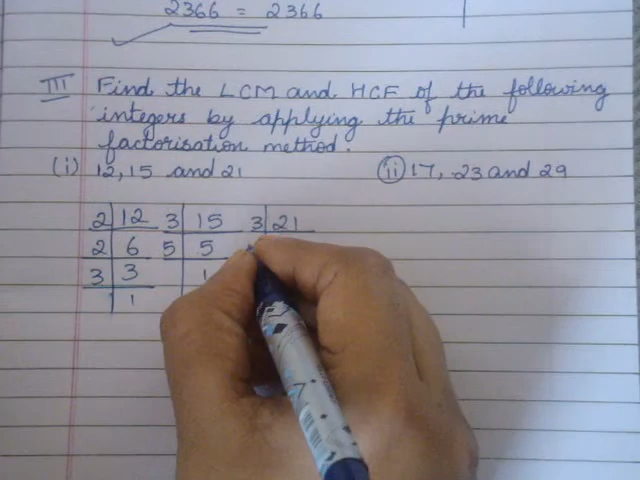 2366 = 2366
III Find the LCM and HCF of the following
integers by applying the prime
factorisation method.
(i) 12, 15 and 21 (ii) 17, 23 and 29
2 12 3 15 3 21
2 6 5 5
3 3 1
1